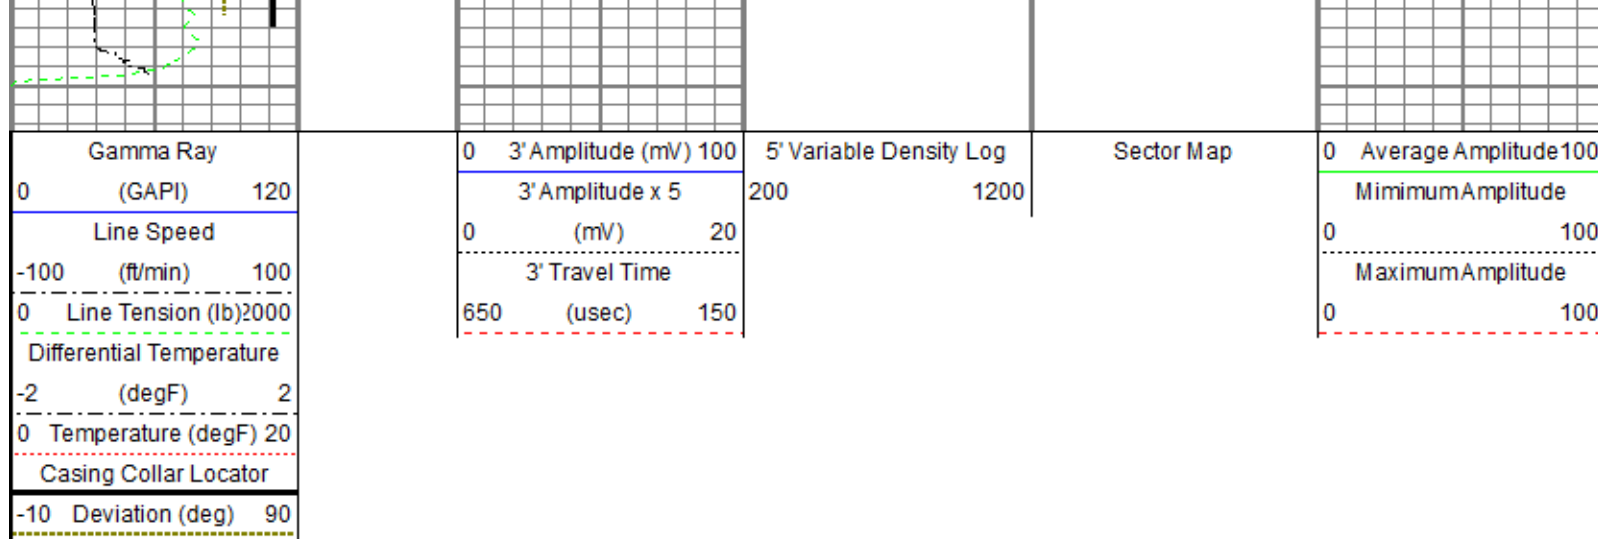 Gamma Ray
0 (GAPI) 120
Line Speed
-100 (ft/min) 100
0 Line Tension (lb) 2000
Differential Temperature
-2 (degF) 2
0 Temperature (degF) 20
Casing Collar Locator
-10 Deviation (deg) 90
0 3' Amplitude (mV) 100
3' Amplitude x 5
0 (mV) 20
3' Travel Time
650 (usec) 150
5' Variable Density Log
200 1200
Sector Map
0 Average Amplitude 100
Mimimum Amplitude
0 100
Maximum Amplitude
0 100